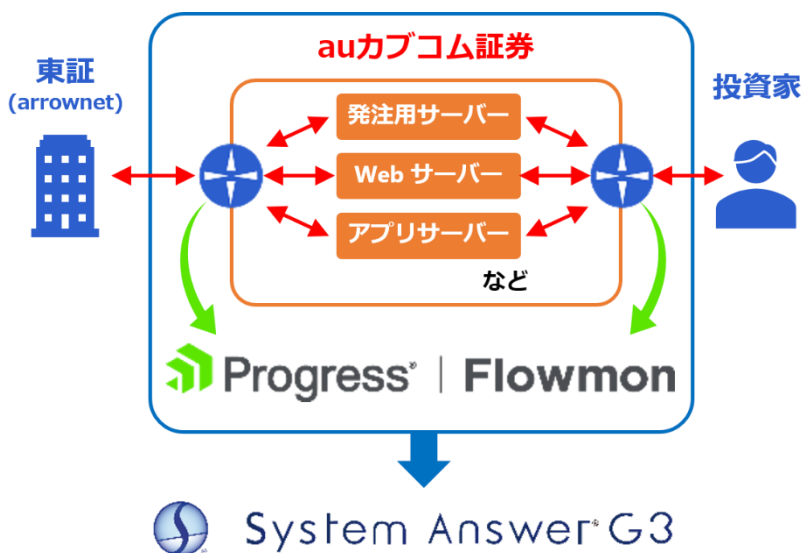 auカブコム証券
東証
(arrownet)
投資家
発注用サーバー
Web サーバー
アプリサーバー
など
Progress® | Flowmon
System Answer® G3